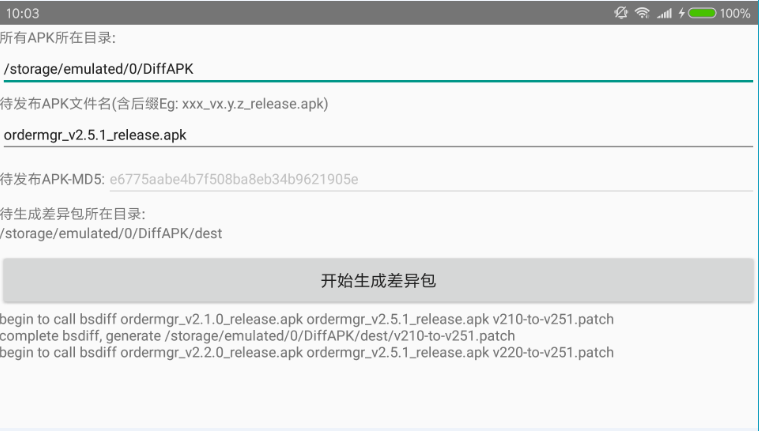 10:03 100%
所有APK所在目录:
/storage/emulated/0/DiffAPK
待发布APK文件名(含后缀Eg: xxx_vx.y.z_release.apk)
ordermgr_v2.5.1_release.apk
待发布APK-MD5: e6775aabe4b7f508ba8eb34b9621905e
待生成差异包所在目录:
/storage/emulated/0/DiffAPK/dest
开始生成差异包
begin to call bsdiff ordermgr_v2.1.0_release.apk ordermgr_v2.5.1_release.apk v210-to-v251.patch
complete bsdiff, generate /storage/emulated/0/DiffAPK/dest/v210-to-v251.patch
begin to call bsdiff ordermgr_v2.2.0_release.apk ordermgr_v2.5.1_release.apk v220-to-v251.patch